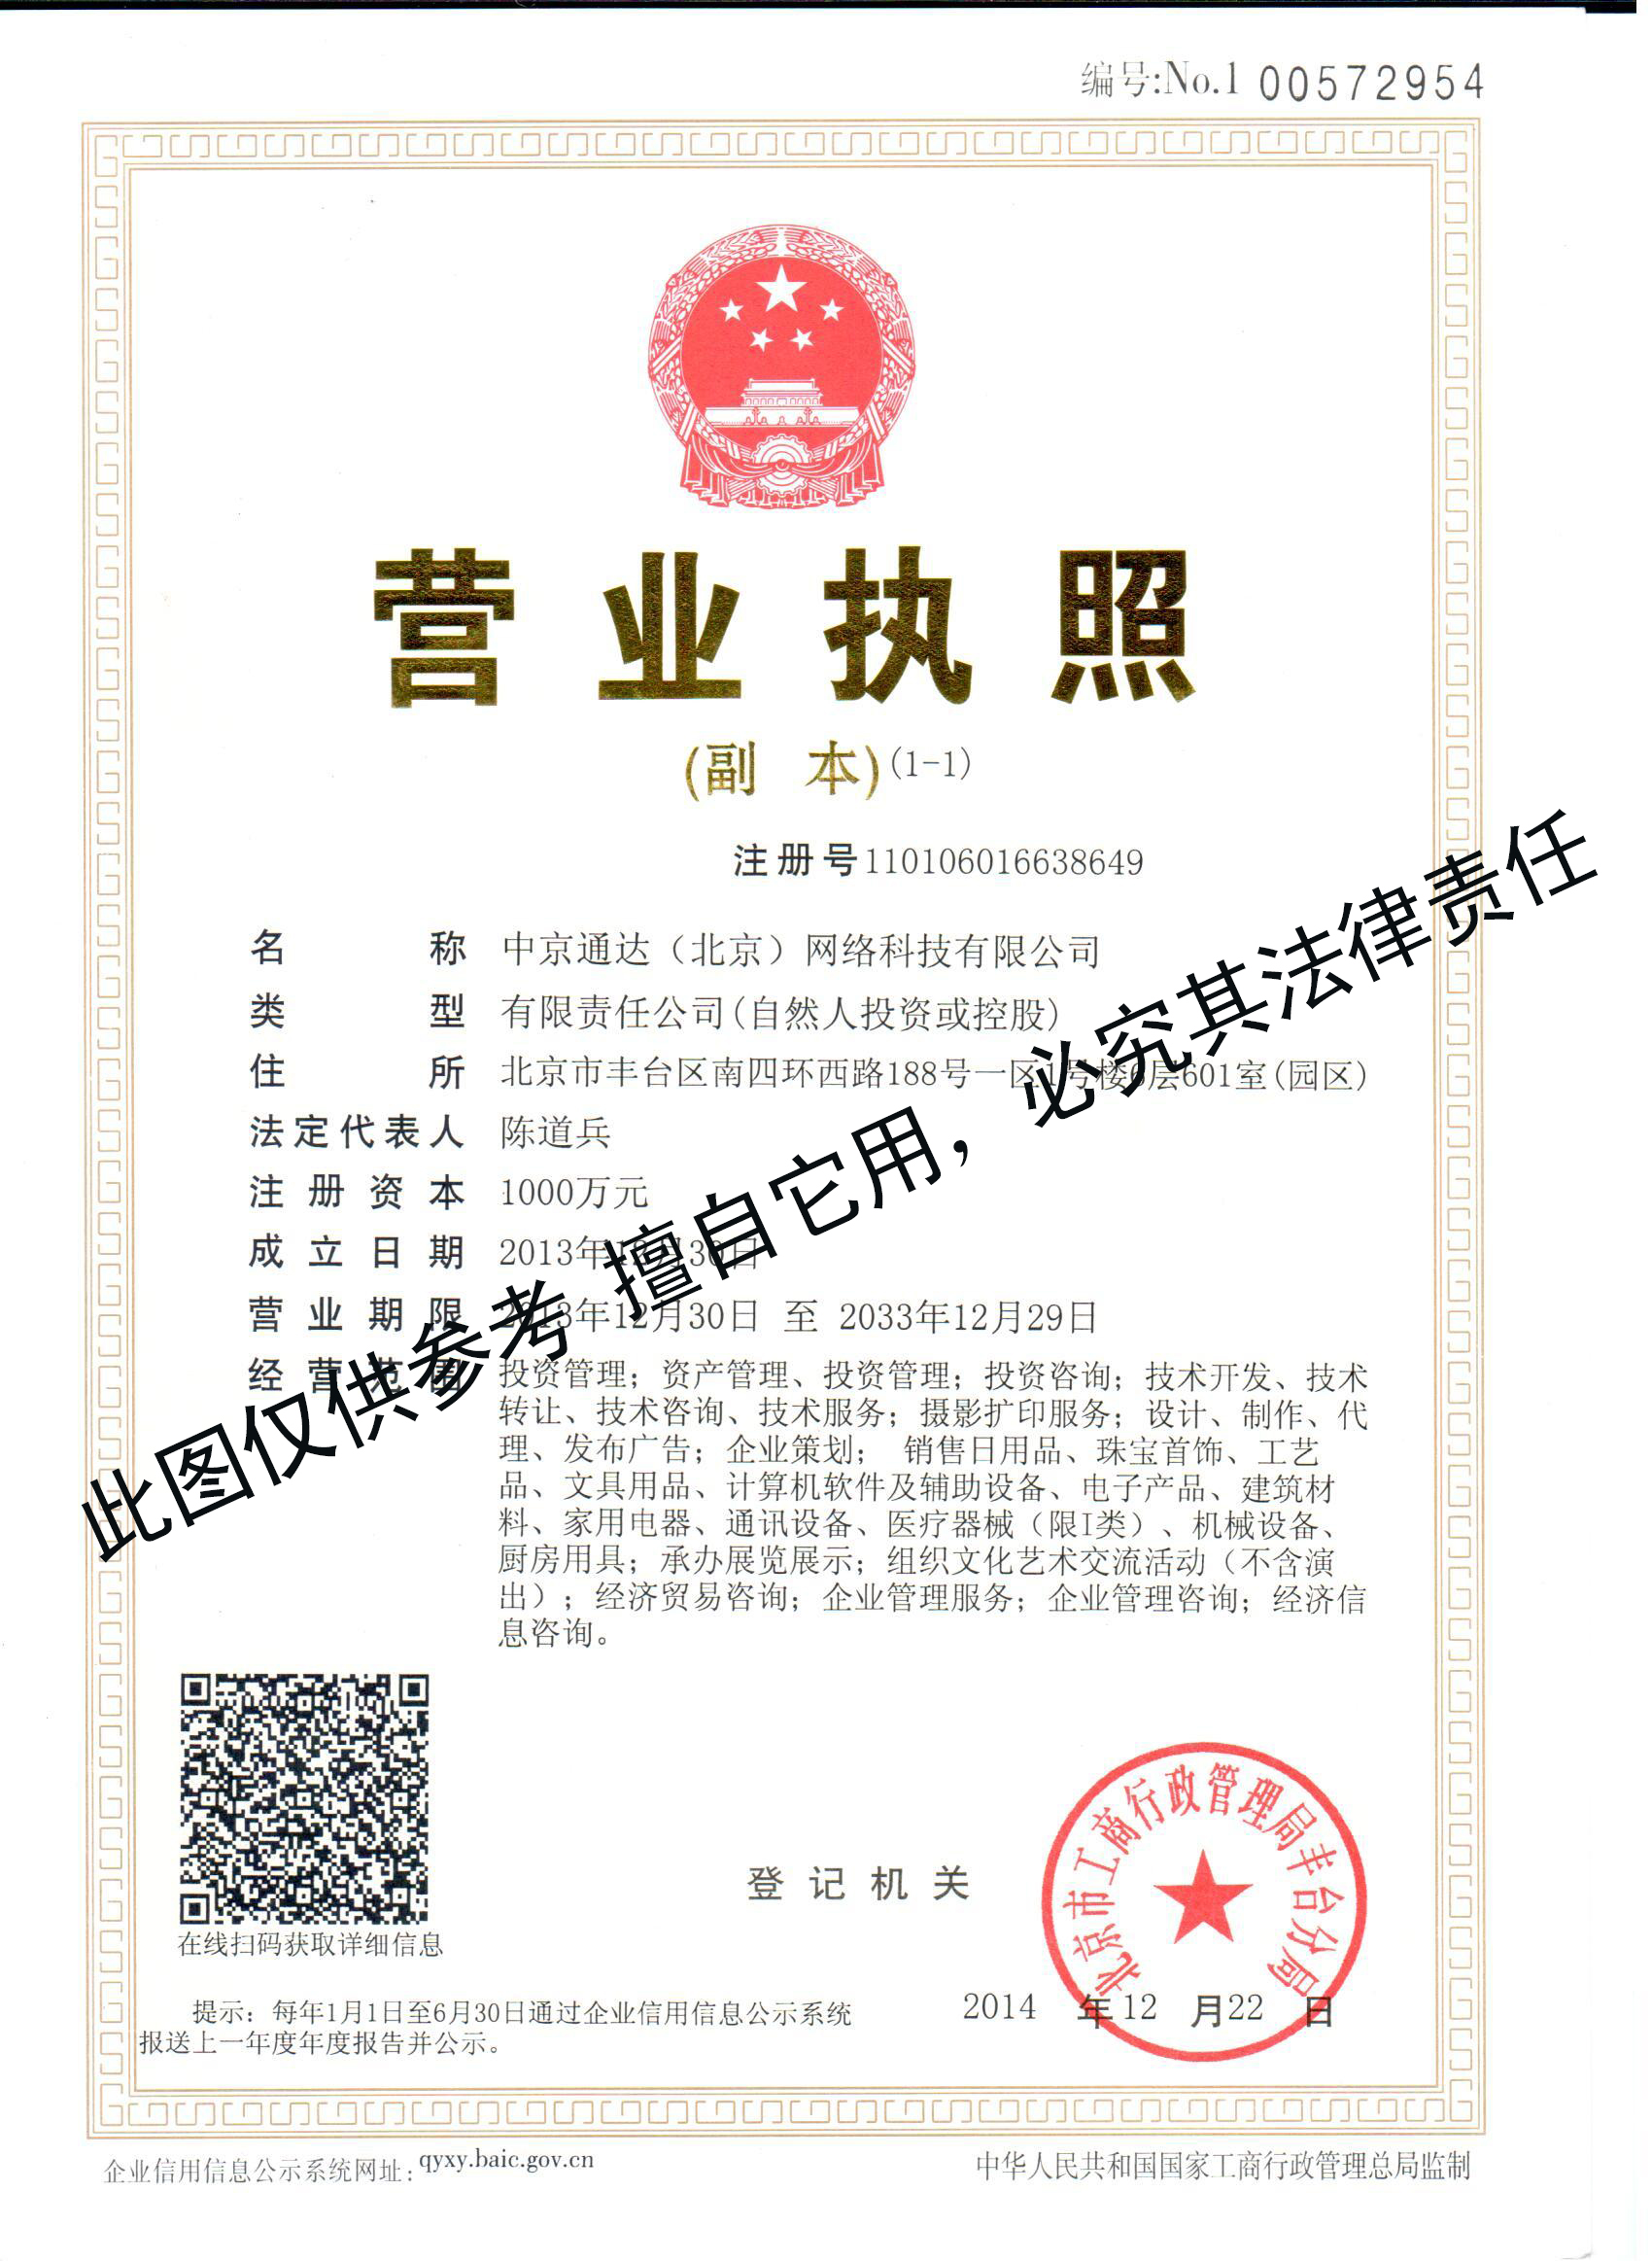 编号:No.1 00572954
营业执照
(副 本)(1-1)
注册号110106016638649
名称 中京通达（北京）网络科技有限公司
类型 有限责任公司(自然人投资或控股)
住所 北京市丰台区南四环西路188号一区1号楼6层601室(园区)
法定代表人 陈道兵
注册资本 1000万元
成立日期 2013年12月30日
营业期限 2013年12月30日 至 2033年12月29日
经营范围 投资管理；资产管理、投资管理；投资咨询；技术开发、技术
转让、技术咨询、技术服务；摄影扩印服务；设计、制作、代
理、发布广告；企业策划； 销售日用品、珠宝首饰、工艺
品、文具用品、计算机软件及辅助设备、电子产品、建筑材
料、家用电器、通讯设备、医疗器械（限I类）、机械设备、
厨房用具；承办展览展示；组织文化艺术交流活动（不含演
出）；经济贸易咨询；企业管理服务；企业管理咨询；经济信
息咨询。
此图仅供参考 擅自它用，必究其法律责任
在线扫码获取详细信息
登记机关
北京市工商行政管理局丰台分局
2014 年12 月22 日
提示：每年1月1日至6月30日通过企业信用信息公示系统
报送上一年度年度报告并公示。
企业信用信息公示系统网址：qyxy.baic.gov.cn
中华人民共和国国家工商行政管理总局监制